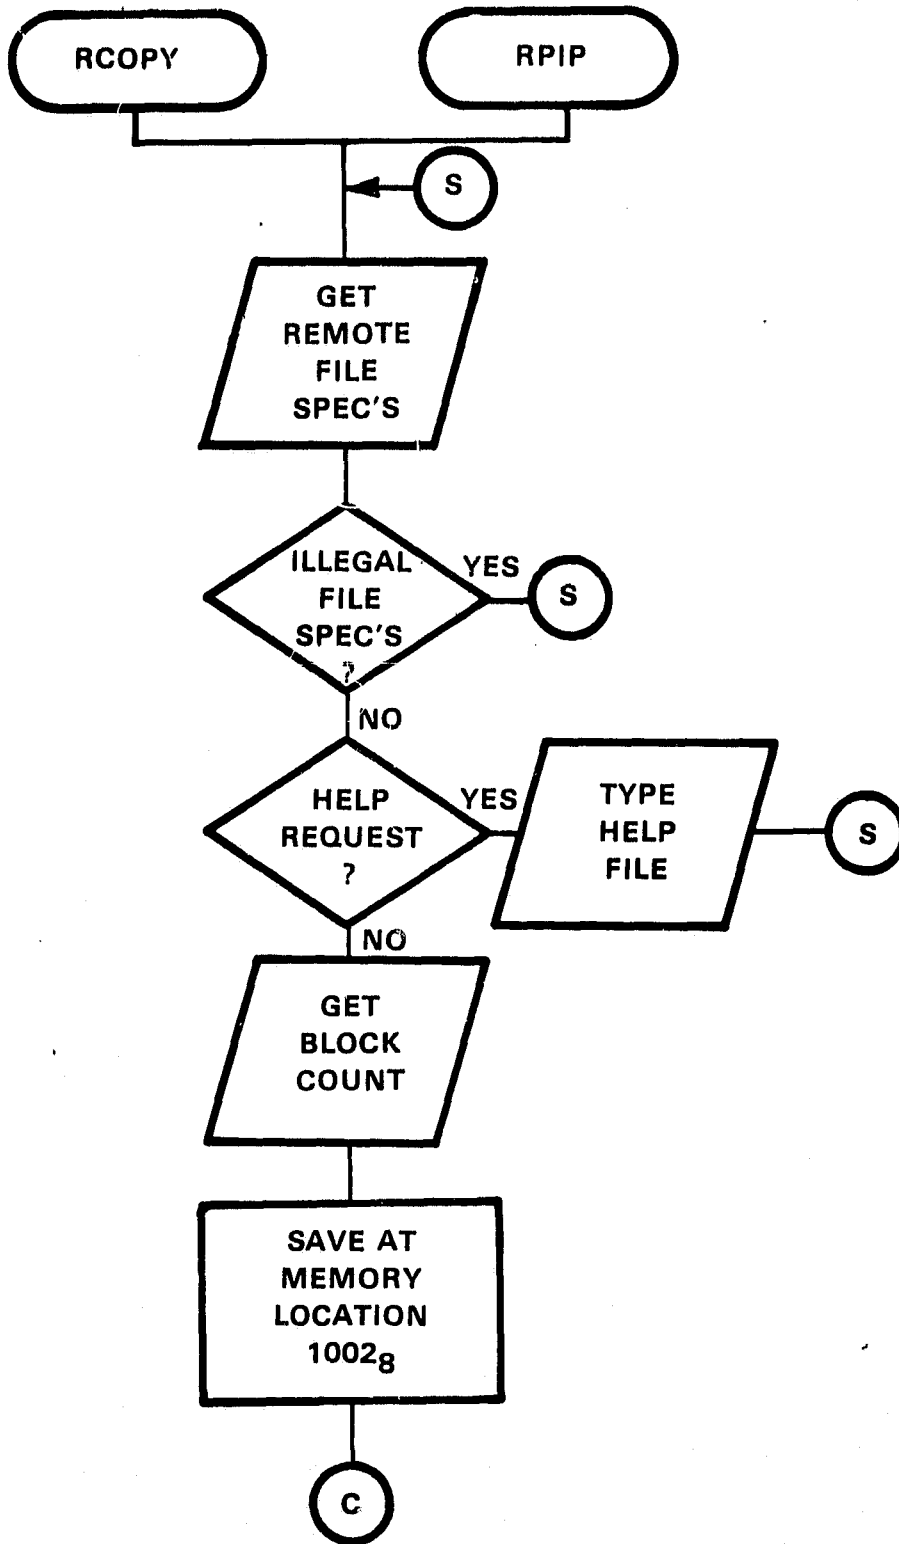 RCOPY
RPIP
S
GET
REMOTE
FILE
SPEC'S
ILLEGAL
FILE
SPEC'S
?
YES
S
NO
HELP
REQUEST
?
YES
TYPE
HELP
FILE
S
NO
GET
BLOCK
COUNT
SAVE AT
MEMORY
LOCATION
1002₈
C